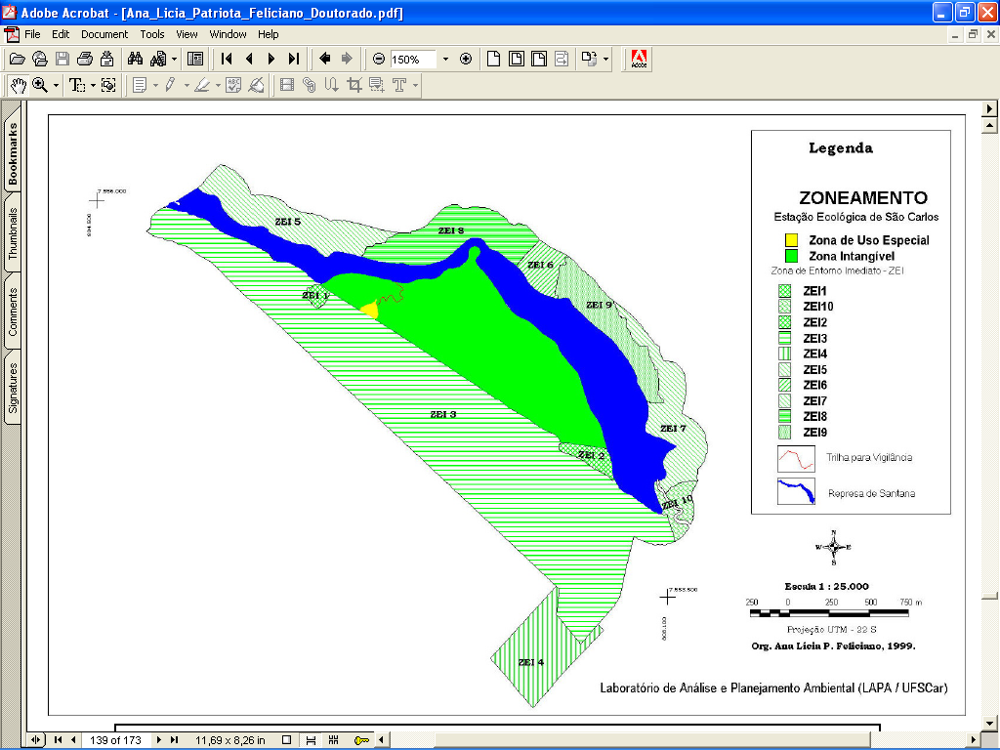 Adobe Acrobat - [Ana_Licia_Patriota_Feliciano_Doutorado.pdf]
File Edit Document Tools View Window Help
150%
Adobe
Bookmarks
Thumbnails
Comments
Signatures
7.556.000
ZEI 5
ZEI 8
ZEI 6
ZEI 1
ZEI 9
ZEI 3
ZEI 7
ZEI 2
ZEI 10
ZEI 4
7.553.500
Legenda
ZONEAMENTO
Estação Ecológica de São Carlos
Zona de Uso Especial
Zona Intangível
Zona de Entorno Imediato - ZEI
ZEI1
ZEI10
ZEI2
ZEI3
ZEI4
ZEI5
ZEI6
ZEI7
ZEI8
ZEI9
Trilha para Vigilância
Represa de Santana
N
W E
S
Escala 1 : 25.000
250 0 250 500 750 m
Projeção UTM - 22 S
Org. Ana Lícia P. Feliciano, 1999.
Laboratório de Análise e Planejamento Ambiental (LAPA / UFSCar)
139 of 173 11,69 x 8,26 in